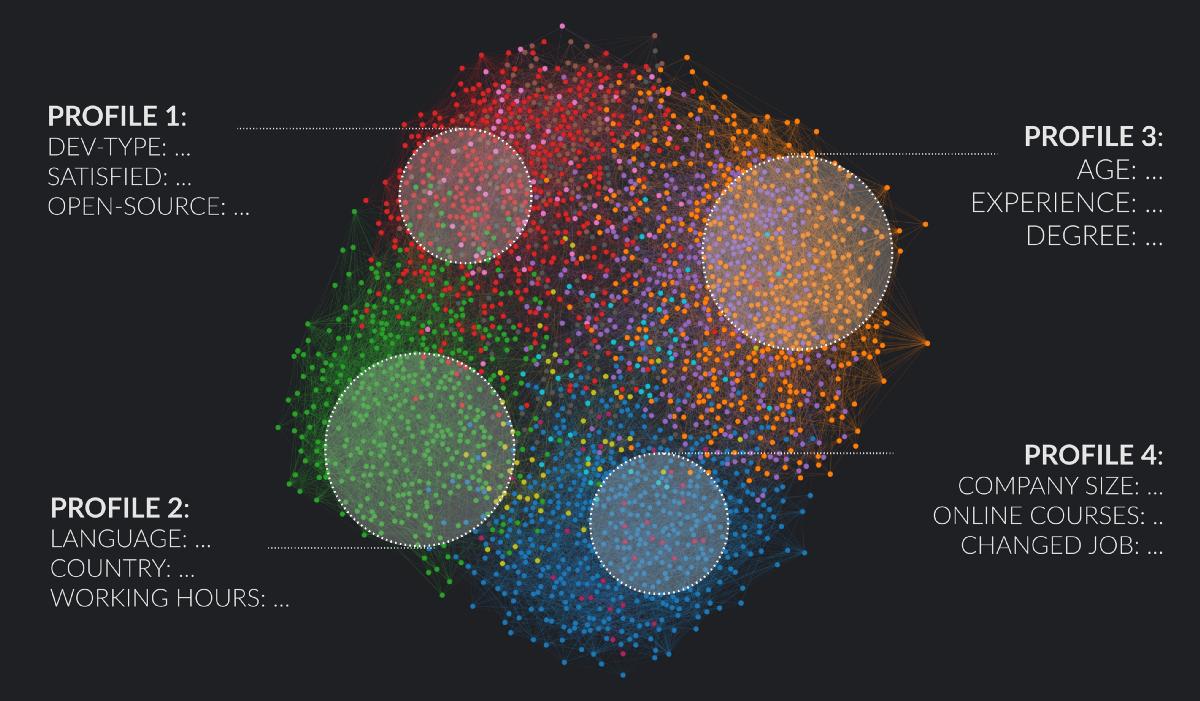 PROFILE 1:
DEV-TYPE: ...
SATISFIED: ...
OPEN-SOURCE: ...
PROFILE 3:
AGE: ...
EXPERIENCE: ...
DEGREE: ...
PROFILE 2:
LANGUAGE: ...
COUNTRY: ...
WORKING HOURS: ...
PROFILE 4:
COMPANY SIZE: ...
ONLINE COURSES: ..
CHANGED JOB: ...